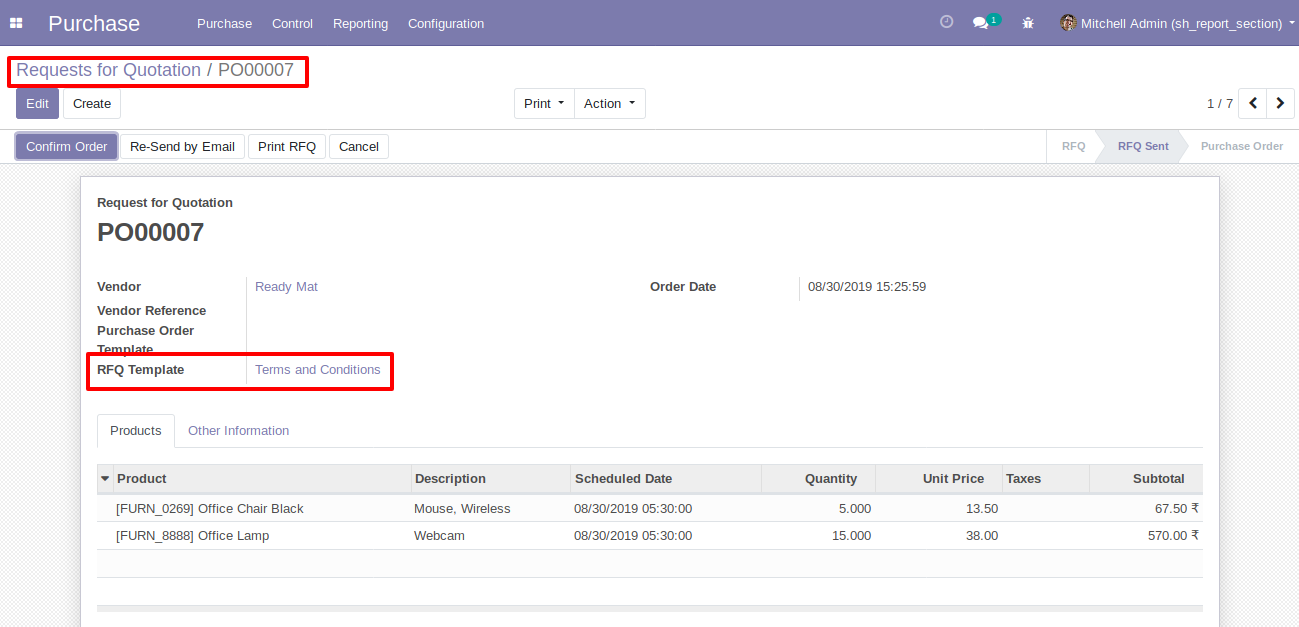 Purchase Purchase Control Reporting Configuration 1 Mitchell Admin (sh_report_section)
Requests for Quotation / PO00007
Edit Create Print Action 1 / 7
Confirm Order Re-Send by Email Print RFQ Cancel RFQ RFQ Sent Purchase Order
Request for Quotation
PO00007
Vendor Ready Mat Order Date 08/30/2019 15:25:59
Vendor Reference
Purchase Order
Template
RFQ Template Terms and Conditions
Products Other Information
Product Description Scheduled Date Quantity Unit Price Taxes Subtotal
[FURN_0269] Office Chair Black Mouse, Wireless 08/30/2019 05:30:00 5.000 13.50 67.50 ₹
[FURN_8888] Office Lamp Webcam 08/30/2019 05:30:00 15.000 38.00 570.00 ₹